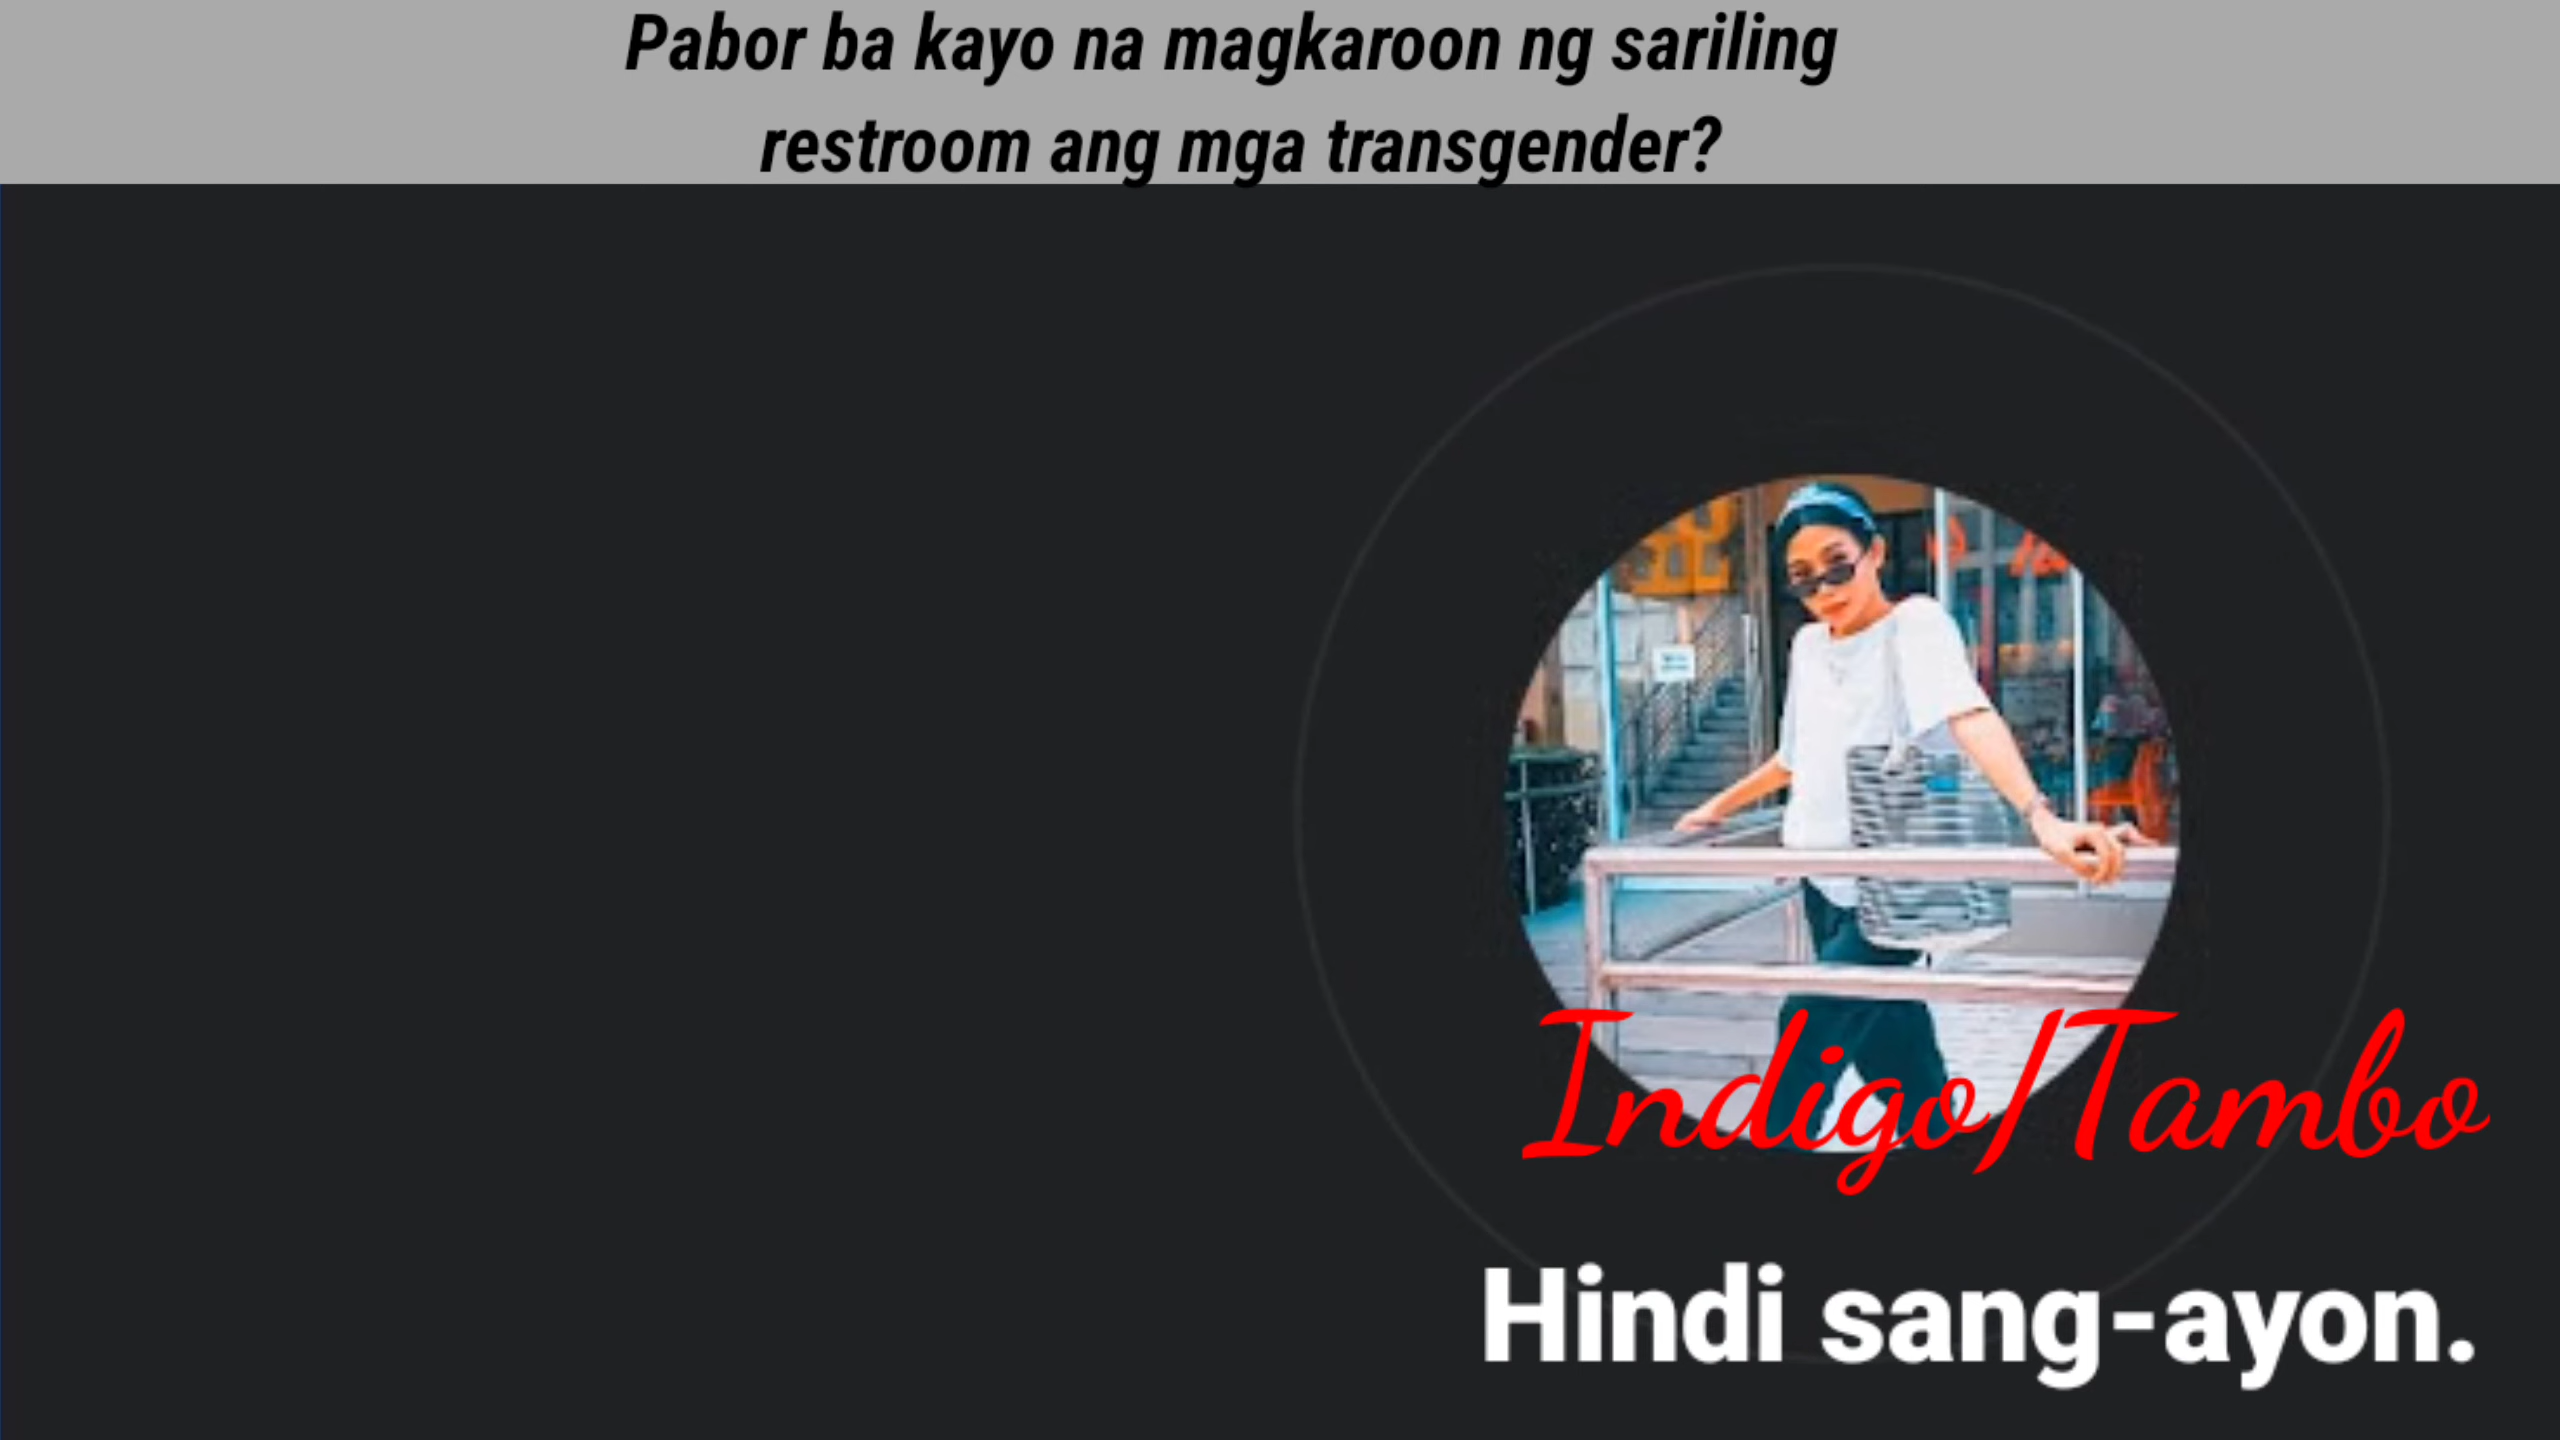 Pabor ba kayo na magkaroon ng sariling
restroom ang mga transgender?
Indigo/Tambo
Hindi sang-ayon.